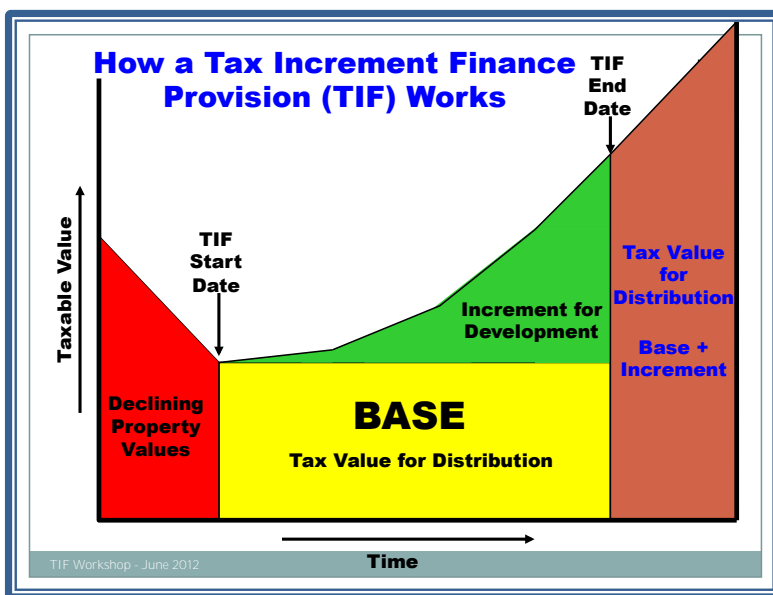 How a Tax Increment Finance
Provision (TIF) Works
TIF
End
Date
TIF
Start
Date
Taxable Value
Tax Value
for
Distribution
Base +
Increment
Increment for
Development
Declining
Property
Values
BASE
Tax Value for Distribution
Time
TIF Workshop - June 2012